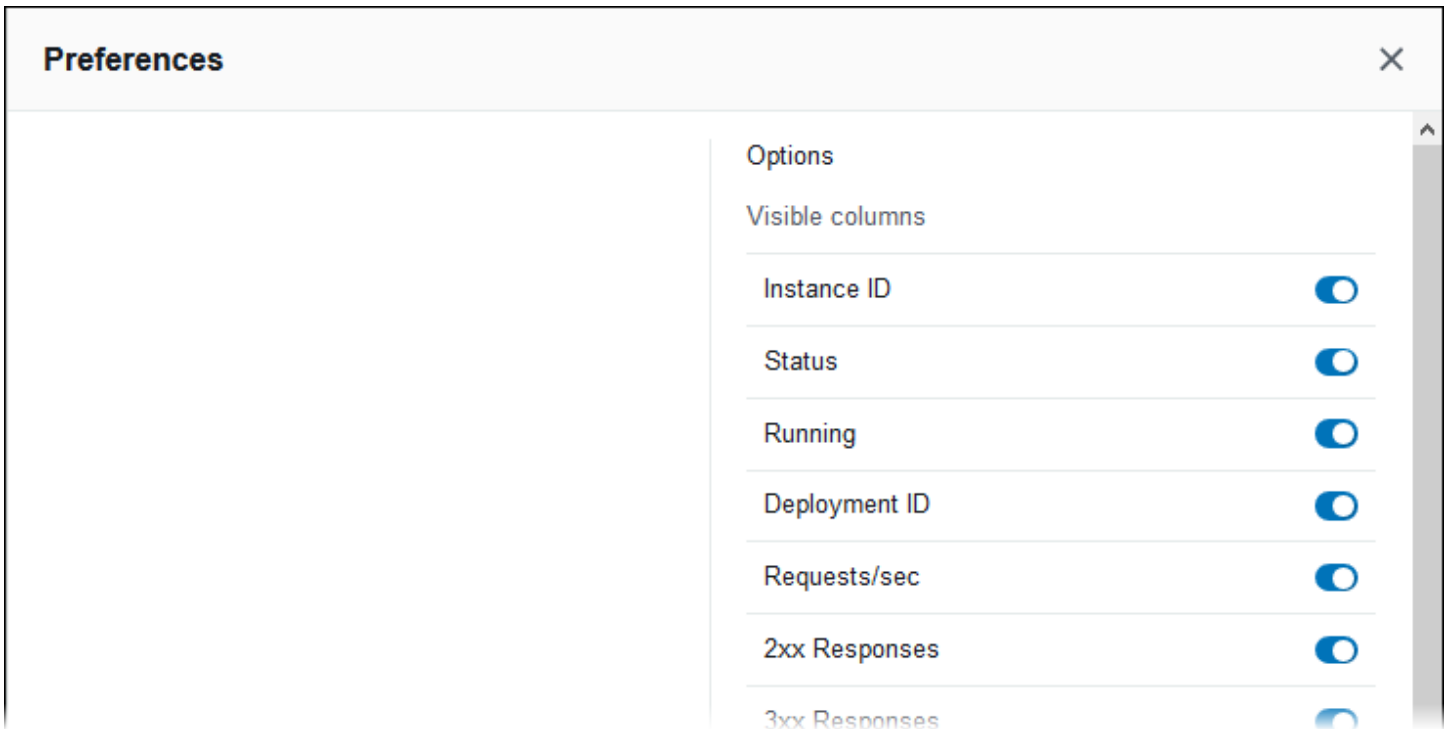 Preferences
Options
Visible columns
Instance ID
Status
Running
Deployment ID
Requests/sec
2xx Responses
3xx Responses